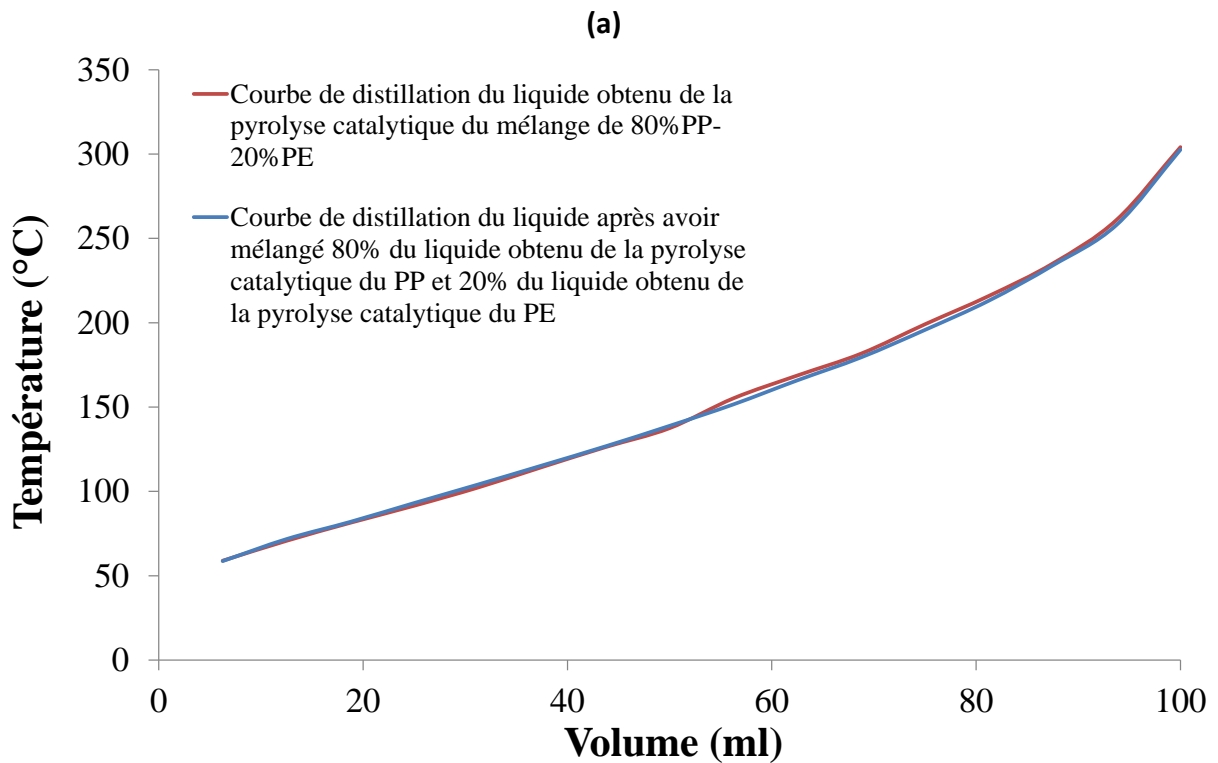 (a)
350
300
250
200
150
100
50
0
Température (°C)
Courbe de distillation du liquide obtenu de la
pyrolyse catalytique du mélange de 80%PP-
20%PE
Courbe de distillation du liquide après avoir
mélangé 80% du liquide obtenu de la pyrolyse
catalytique du PP et 20% du liquide obtenu de
la pyrolyse catalytique du PE
0 20 40 60 80 100
Volume (ml)